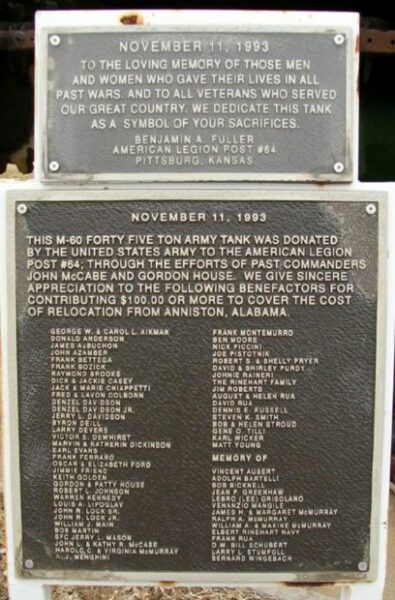 NOVEMBER 11, 1993
TO THE LOVING MEMORY OF THOSE MEN
AND WOMEN WHO GAVE THEIR LIVES IN ALL
PAST WARS. AND TO ALL VETERANS WHO SERVED
OUR GREAT COUNTRY. WE DEDICATE THIS TANK
AS A SYMBOL OF YOUR SACRIFICES.
BENJAMIN A. FULLER
AMERICAN LEGION POST #64
PITTSBURG, KANSAS
NOVEMBER 11, 1993
THIS M-60 FORTY FIVE TON ARMY TANK WAS DONATED
BY THE UNITED STATES ARMY TO THE AMERICAN LEGION
POST #64; THROUGH THE EFFORTS OF PAST COMMANDERS
JOHN McCABE AND GORDON HOUSE. WE GIVE SINCERE
APPRECIATION TO THE FOLLOWING BENEFACTORS FOR
CONTRIBUTING $100.00 OR MORE TO COVER THE COST
OF RELOCATION FROM ANNISTON, ALABAMA.
GEORGE W. & CAROL L. AIKMAN
DONALD ANDERSON
JAMES AuBUCHON
JOHN AZAMBER
FRANK BETTEGA
FRANK BOZICK
RAYMOND BROOKS
DICK & JACKIE CASEY
JACK & MARIE CHIAPPETTI
FRED & LAVON COLBORN
DENZEL DAVIDSON
DENZEL DAVIDSON JR.
JERRY L. DAVIDSON
BYRON DEILL
LARRY DEVERS
VICTOR E. DEWHIRST
MARVIN & KATHERIN DICKINSON
EARL EVANS
FRANK FERRARO
OSCAR & ELIZABETH FORD
JIMMIE FRIEND
KEITH GOLDEN
GORDON & PATTY HOUSE
ROBERT L. JOHNSON
WARREN KENNEDY
LOUIS A. LIPOGLAV
JOHN R. LOCK SR.
JOHN R. LOCK JR.
WILLIAM J. MAIN
BOB MARTIN
SFC JERRY L. MASON
JOHN L. & KATHY R. McCABE
HAROLD C. & VIRGINIA McMURRAY
A. J. MENGHINI
FRANK MONTEMURRO
BEN MOORE
NICK PICCINI
JOE PISTOTNIK
ROBERT S. & SHELLY PRYER
DAVID & SHIRLEY PURDY
JOHNIE RAINERI
THE RINEHART FAMILY
JIM ROBERTS
AUGUST & HELEN RUA
DAVID RUA
DENNIS E. RUSSELL
STEVEN K. SMITH
BOB & HELEN STROUD
GENE O. TILLI
KARL WICKER
MATT YOUNG
MEMORY OF
VINCENT AUBERT
ADOLPH BARTELLI
BOB BICKNELL
JEAN P. GREENHAM
LEBRO (LEE) GRISOLANO
VENANZIO MANGILE
JAMES H. & MARGARET McMURRAY
RALPH A. McMURRAY
WILLIAM A. & MAXINE McMURRAY
ELBERT RINEHART NAVY
FRANK RUA
O.W. BILL SCHUBERT
LARRY L. STUMFOLL
BERNARD WINGEBACH